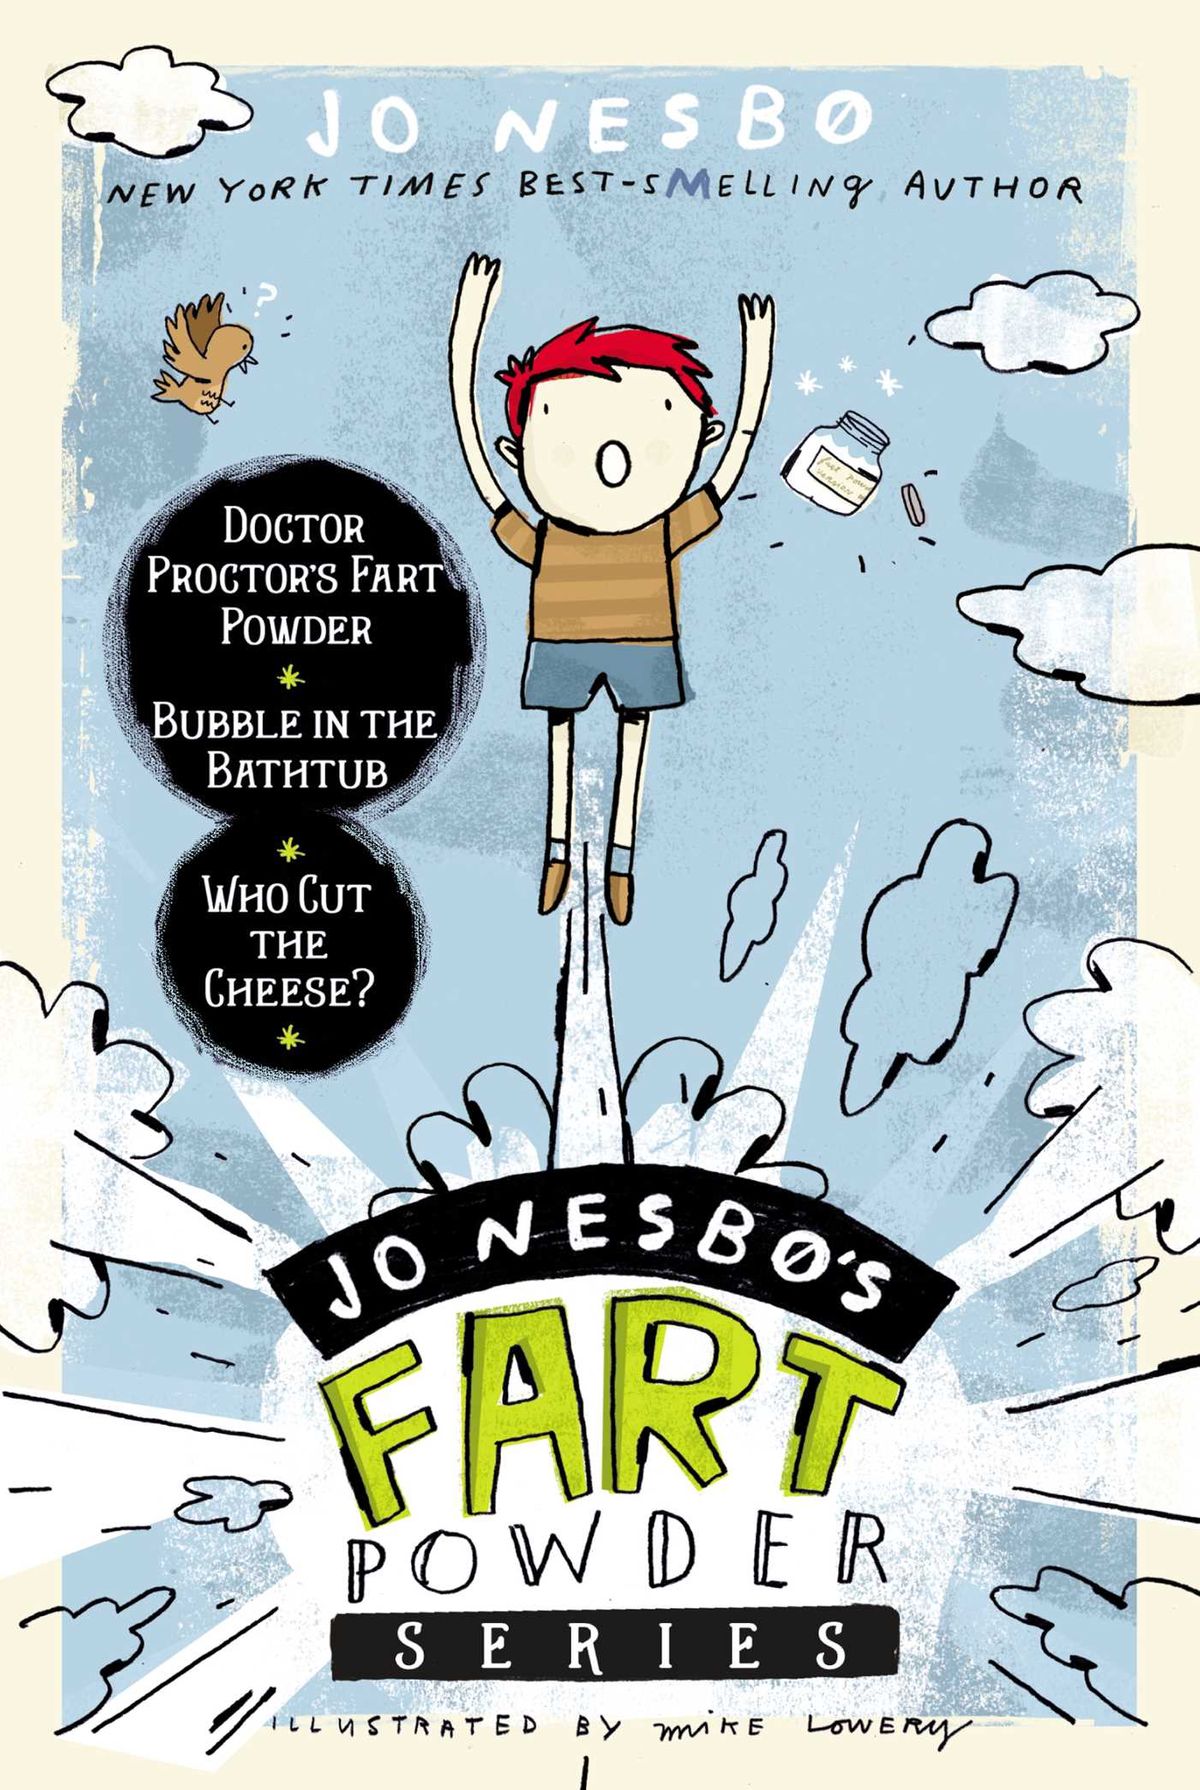 JO NESBØ
NEW YORK TIMES BEST-SMELLING AUTHOR
?
DOCTOR
PROCTOR'S FART
POWDER
BUBBLE IN THE
BATHTUB
WHO CUT
THE
CHEESE?
JO NESBØ'S
FART
POWDER
SERIES
ILLUSTRATED BY MIKE LOWERY